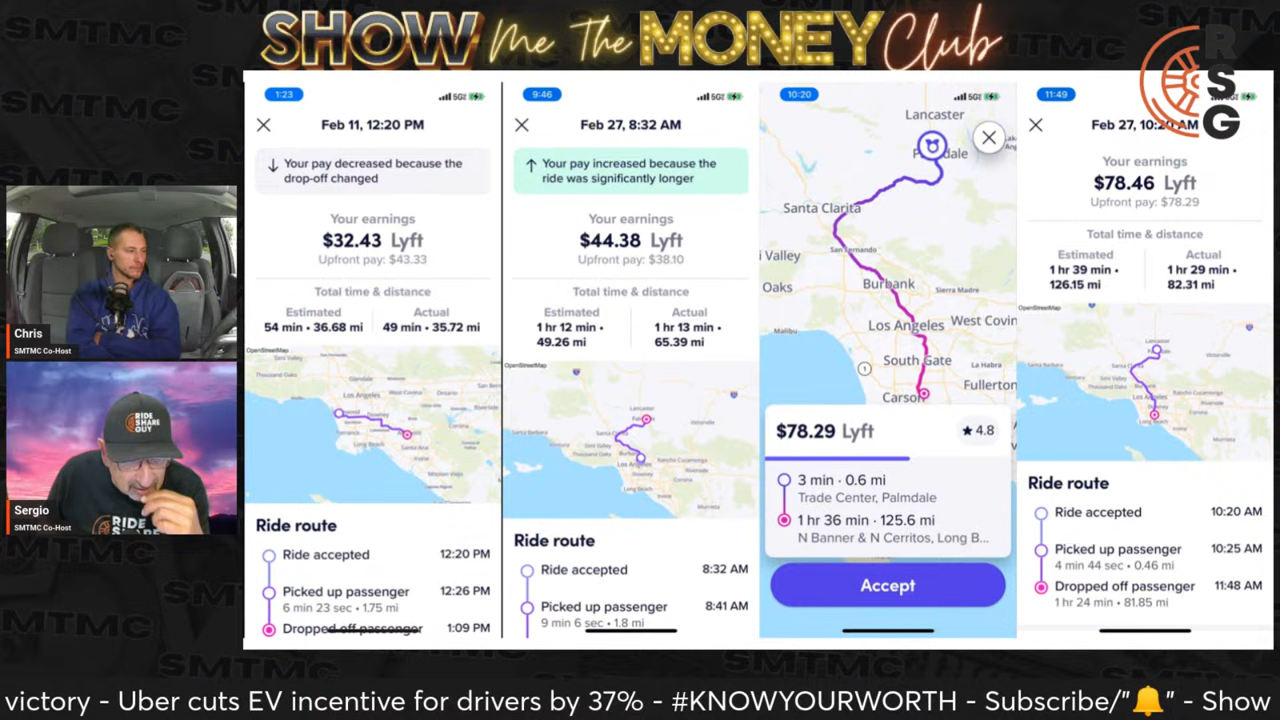 SHOW Me The MONEY Club
RSG
1:23
5G
Feb 11, 12:20 PM
Your pay decreased because the
drop-off changed
Your earnings
$32.43 Lyft
Upfront pay: $43.33
Total time & distance
Estimated
54 min • 36.68 mi
Actual
49 min • 35.72 mi
OpenStreetMap
Ride route
Ride accepted 12:20 PM
Picked up passenger 12:26 PM
6 min 23 sec • 1.75 mi
Dropped off passenger 1:09 PM
9:46
5G
Feb 27, 8:32 AM
Your pay increased because the
ride was significantly longer
Your earnings
$44.38 Lyft
Upfront pay: $38.10
Total time & distance
Estimated
1 hr 12 min •
49.26 mi
Actual
1 hr 13 min •
65.39 mi
OpenStreetMap
Ride route
Ride accepted 8:32 AM
Picked up passenger 8:41 AM
9 min 6 sec • 1.8 mi
10:20
5G
Lancaster
Santa Clarita
San Fernando
i Valley
Burbank
Oaks
Sierra Madre
Malibu
Los Angeles
West Covin
South Gate
La Habra
Fullerton
Carson
$78.29 Lyft
★ 4.8
3 min · 0.6 mi
Trade Center, Palmdale
1 hr 36 min · 125.6 mi
N Banner & N Cerritos, Long B...
Accept
11:49
Feb 27, 10:20 AM
Your earnings
$78.46 Lyft
Upfront pay: $78.29
Total time & distance
Estimated
1 hr 39 min •
126.15 mi
Actual
1 hr 29 min •
82.31 mi
OpenStreetMap
Ride route
Ride accepted 10:20 AM
Picked up passenger 10:25 AM
4 min 44 sec • 0.46 mi
Dropped off passenger 11:48 AM
1 hr 24 min • 81.85 mi
Chris
SMTMC Co-Host
RIDE
SHARE
GUY
Sergio
SMTMC Co-Host
victory - Uber cuts EV incentive for drivers by 37% - #KNOWYOURWORTH - Subscribe/"🔔" - Show